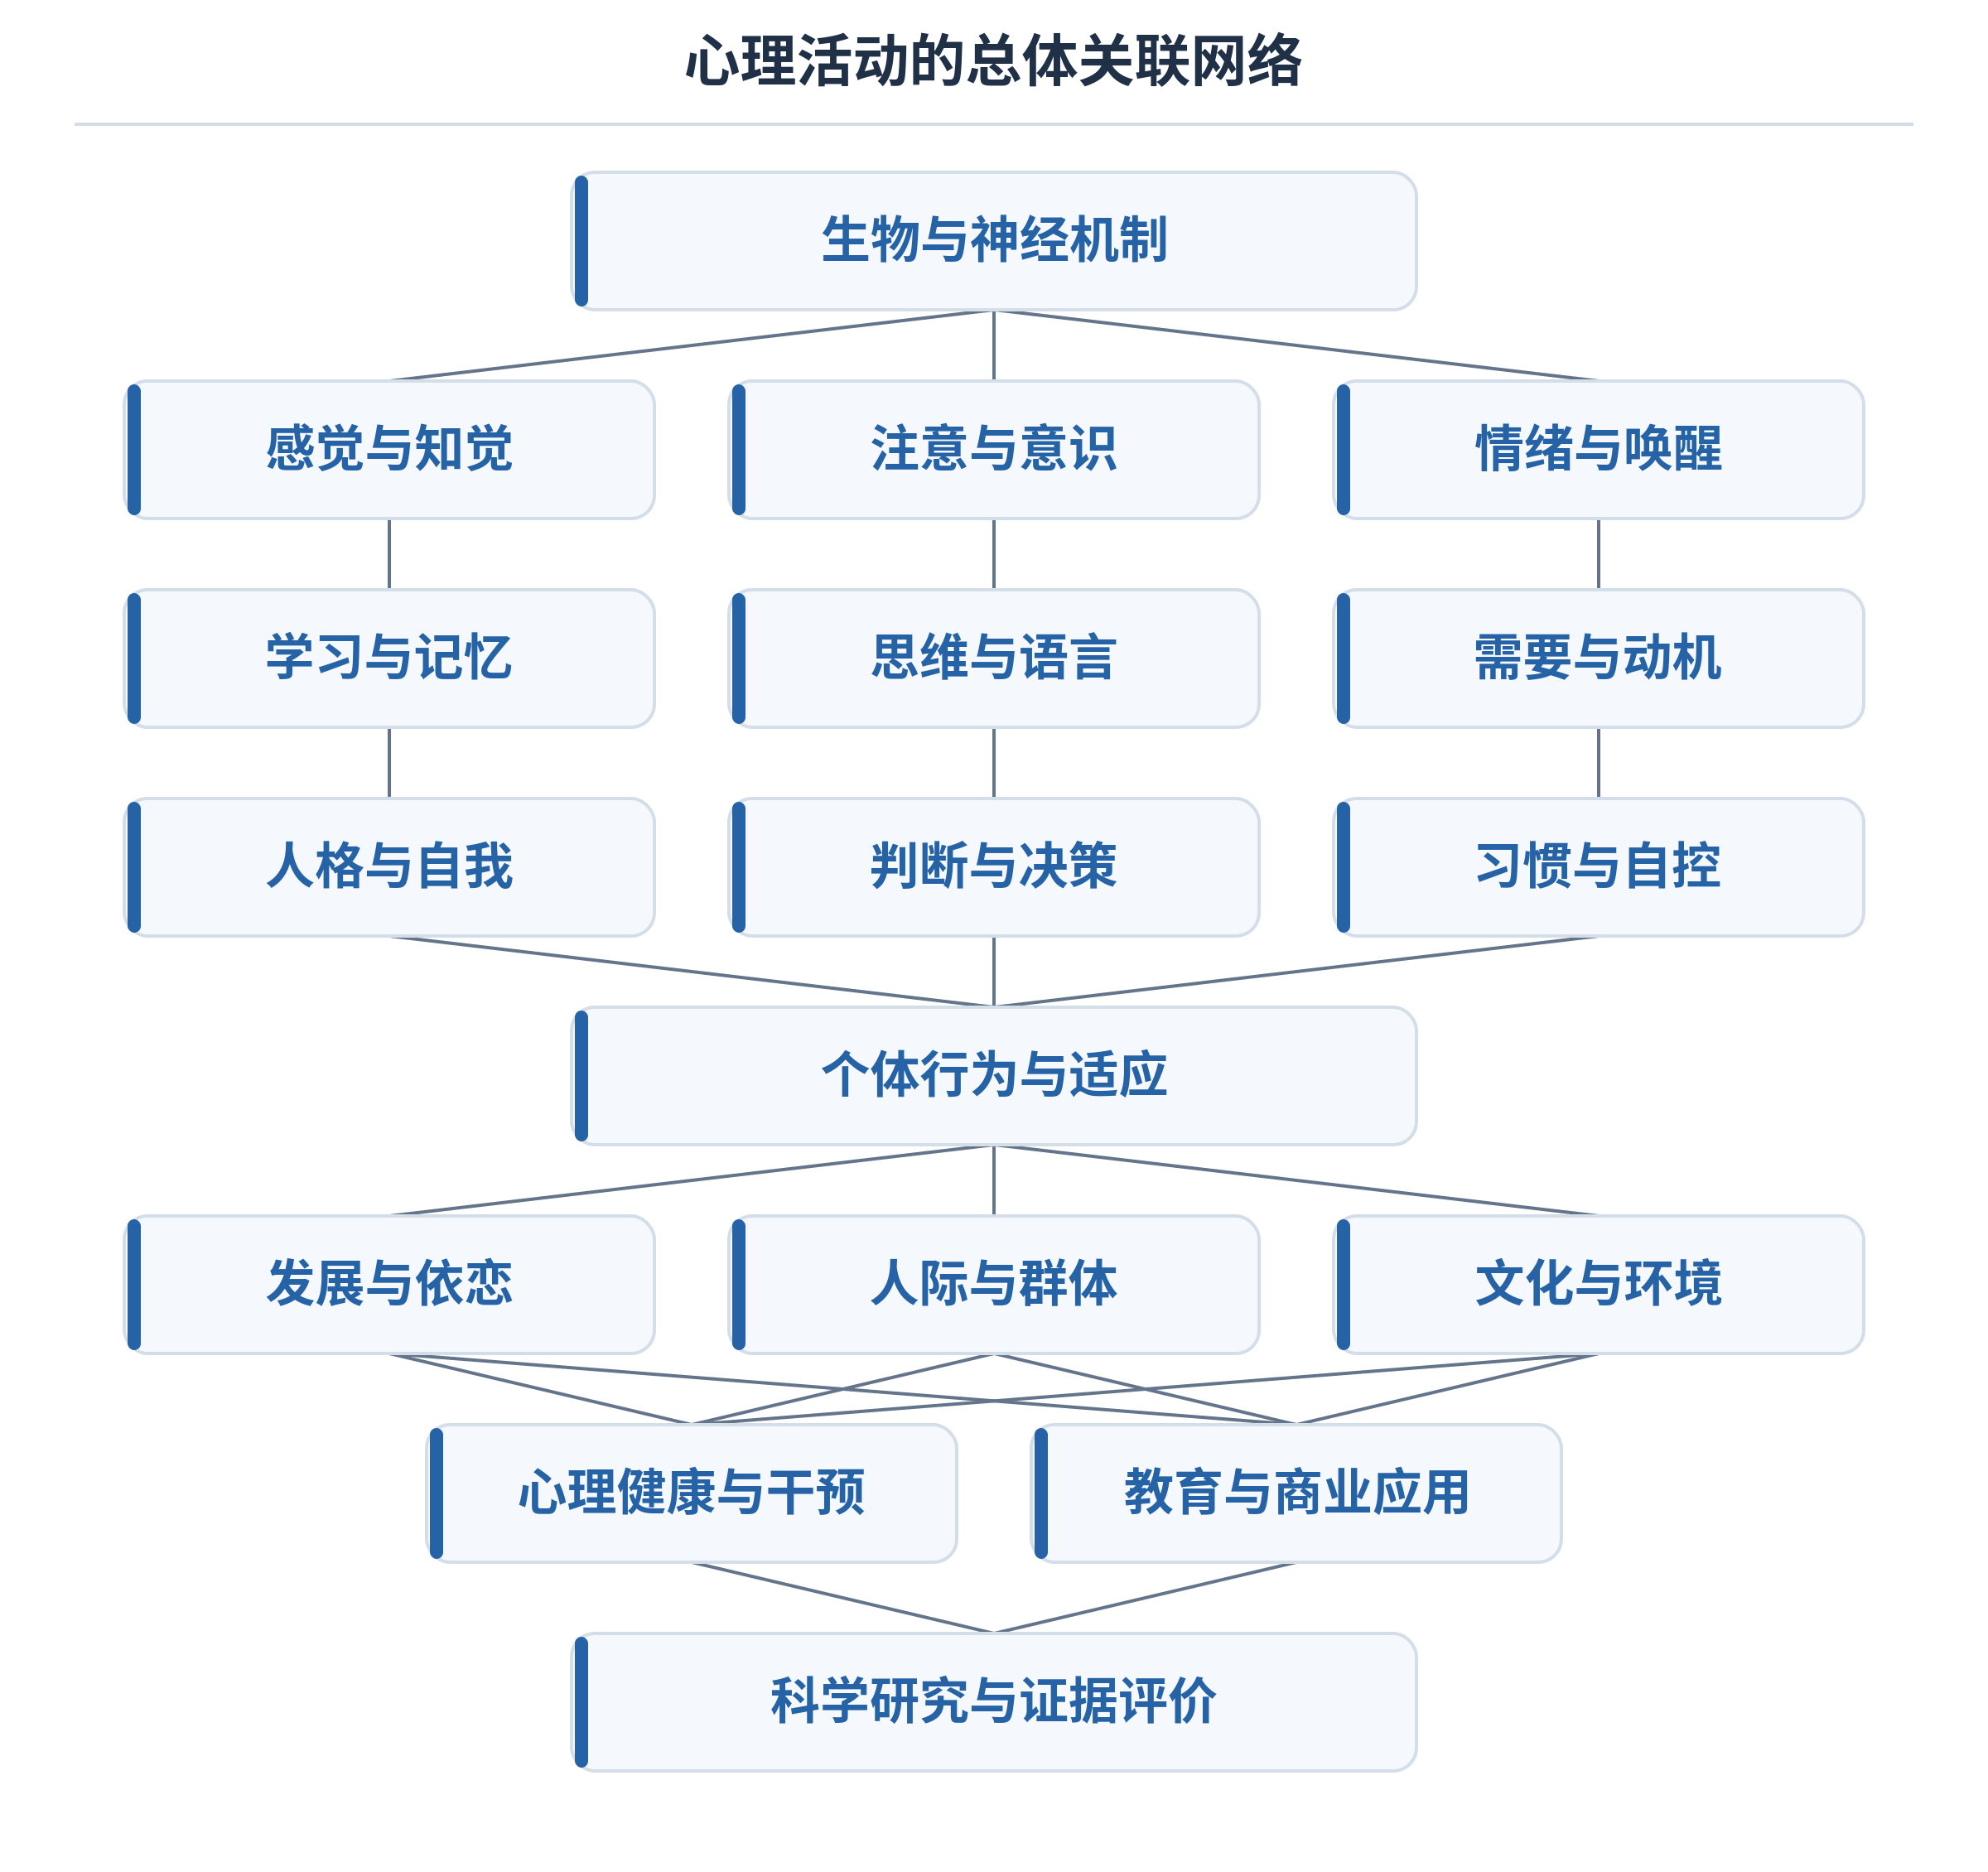 心理活动的总体关联网络
生物与神经机制
感觉与知觉
注意与意识
情绪与唤醒
学习与记忆
思维与语言
需要与动机
人格与自我
判断与决策
习惯与自控
个体行为与适应
发展与依恋
人际与群体
文化与环境
心理健康与干预
教育与商业应用
科学研究与证据评价